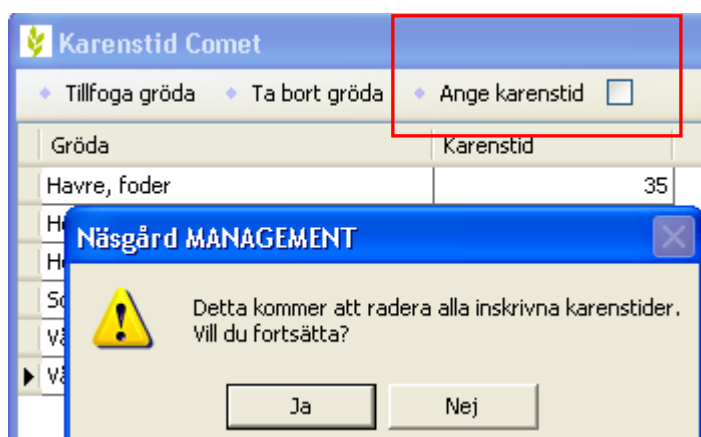 Karenstid Comet
Tillfoga gröda Ta bort gröda Ange karenstid
Gröda Karenstid
Havre, foder 35
Näsgård MANAGEMENT
Detta kommer att radera alla inskrivna karenstider.
Vill du fortsätta?
Ja Nej